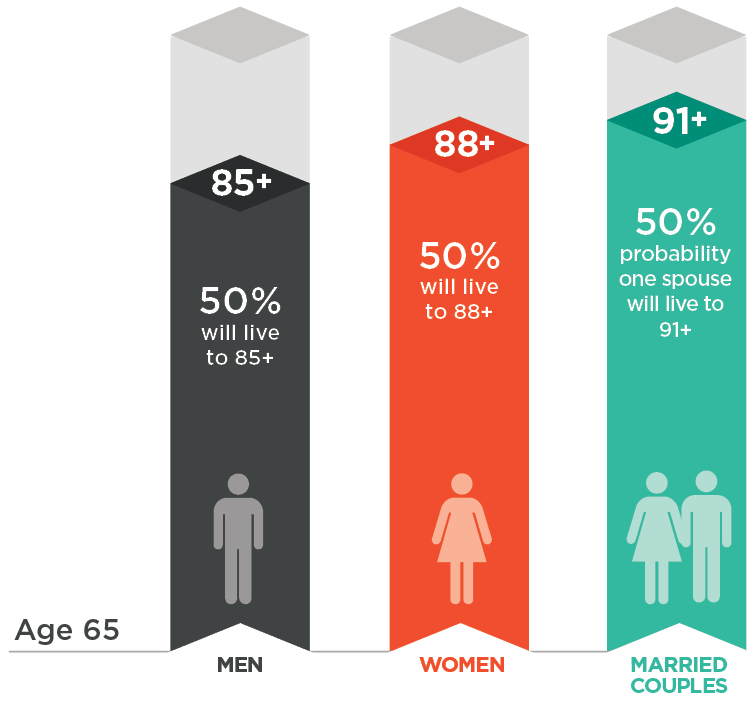 85+
50%
will live
to 85+
88+
50%
will live
to 88+
91+
50%
probability
one spouse
will live to
91+
Age 65
MEN
WOMEN
MARRIED
COUPLES